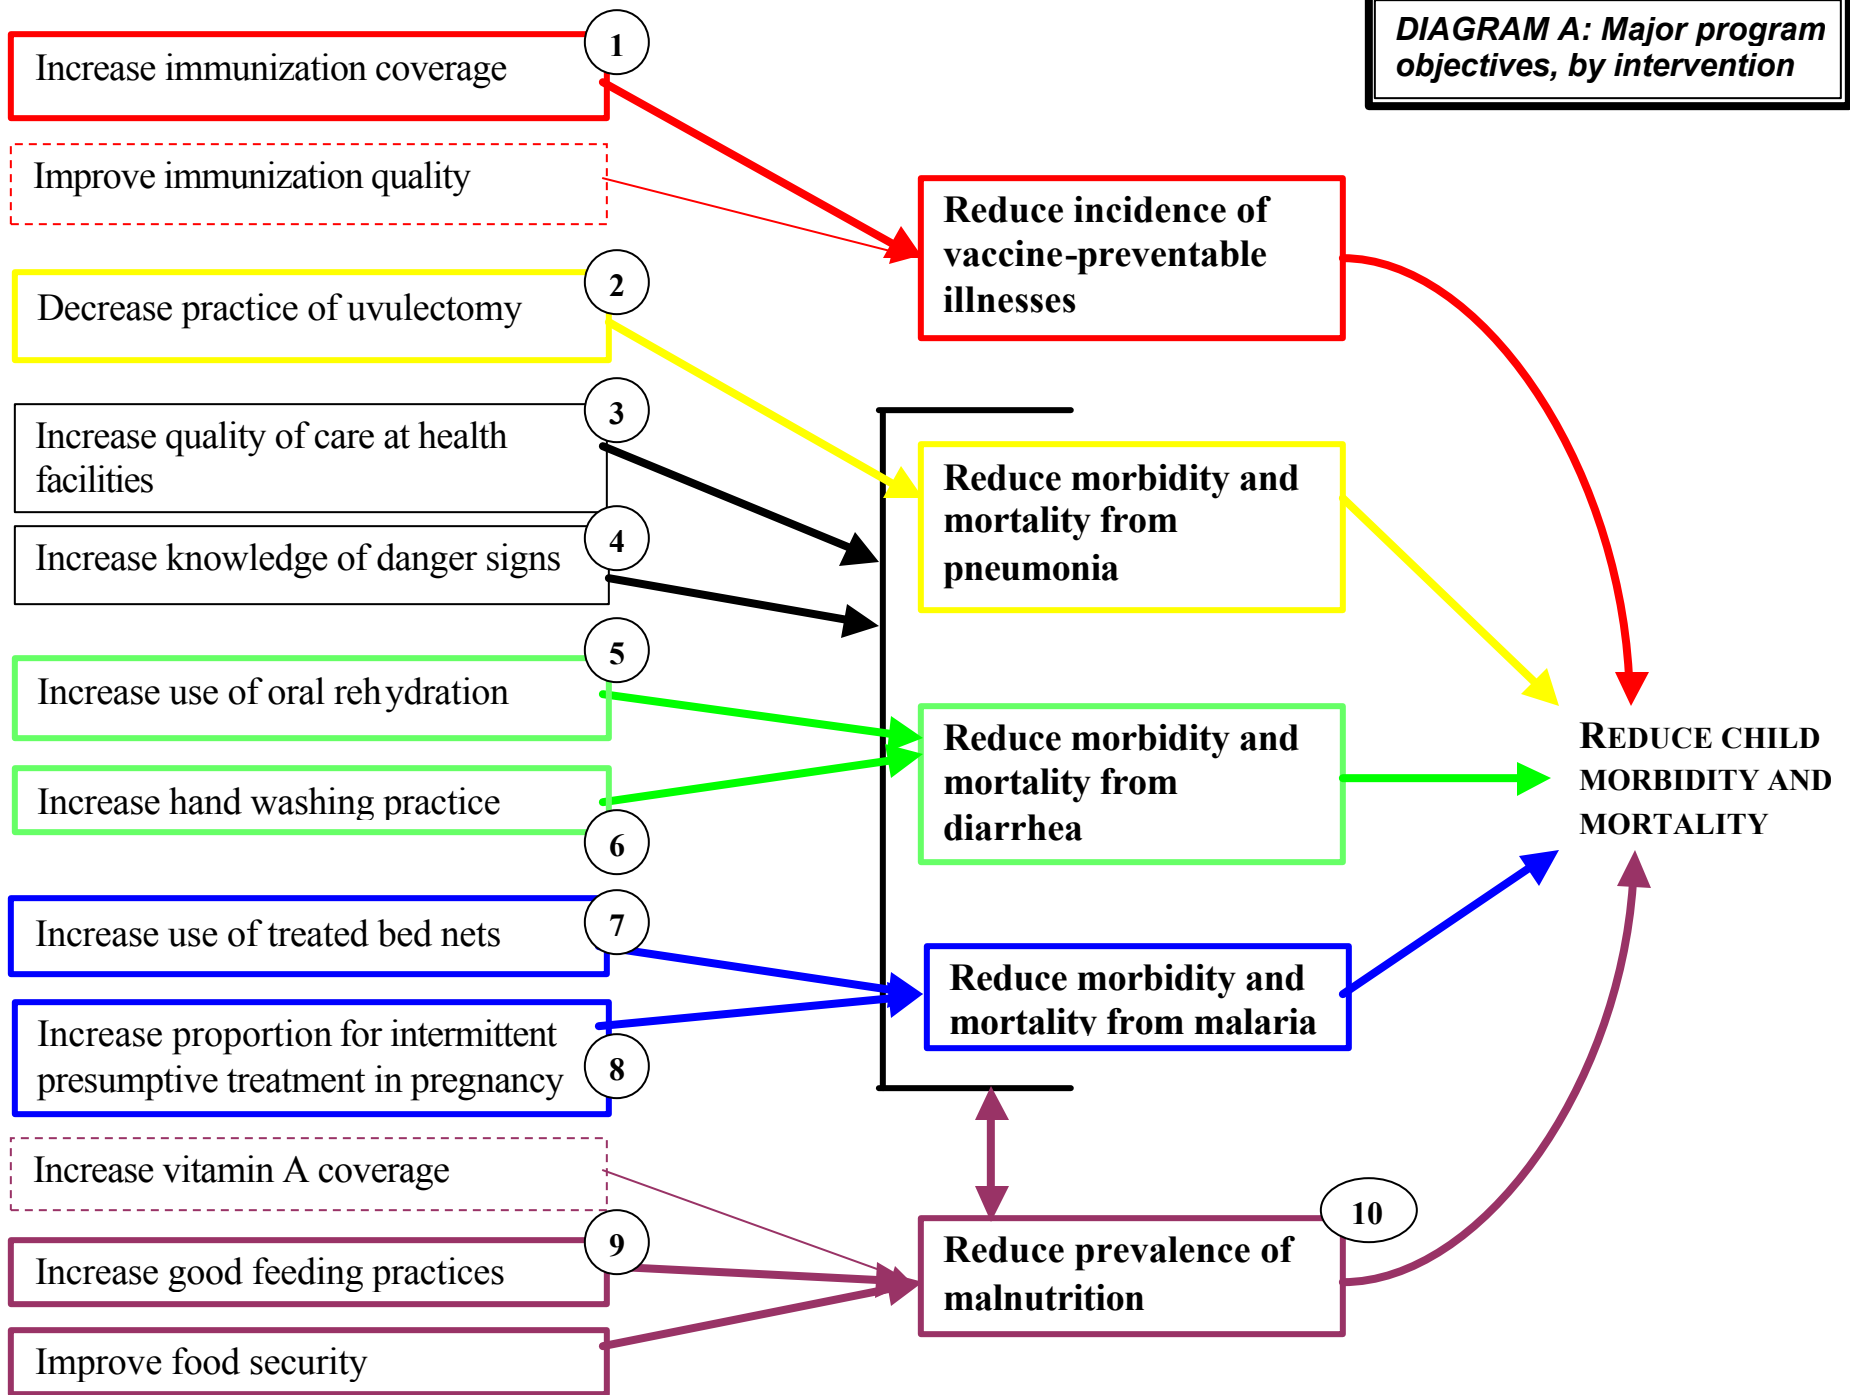 DIAGRAM A: Major program
objectives, by intervention
1
Increase immunization coverage
Improve immunization quality
2
Decrease practice of uvulectomy
3
Increase quality of care at health
facilities
4
Increase knowledge of danger signs
5
Increase use of oral rehydration
Increase hand washing practice
6
7
Increase use of treated bed nets
Increase proportion for intermittent
presumptive treatment in pregnancy
8
Increase vitamin A coverage
9
Increase good feeding practices
Improve food security
Reduce incidence of
vaccine-preventable
illnesses
Reduce morbidity and
mortality from
pneumonia
Reduce morbidity and
mortality from
diarrhea
Reduce morbidity and
mortality from malaria
10
Reduce prevalence of
malnutrition
REDUCE CHILD
MORBIDITY AND
MORTALITY